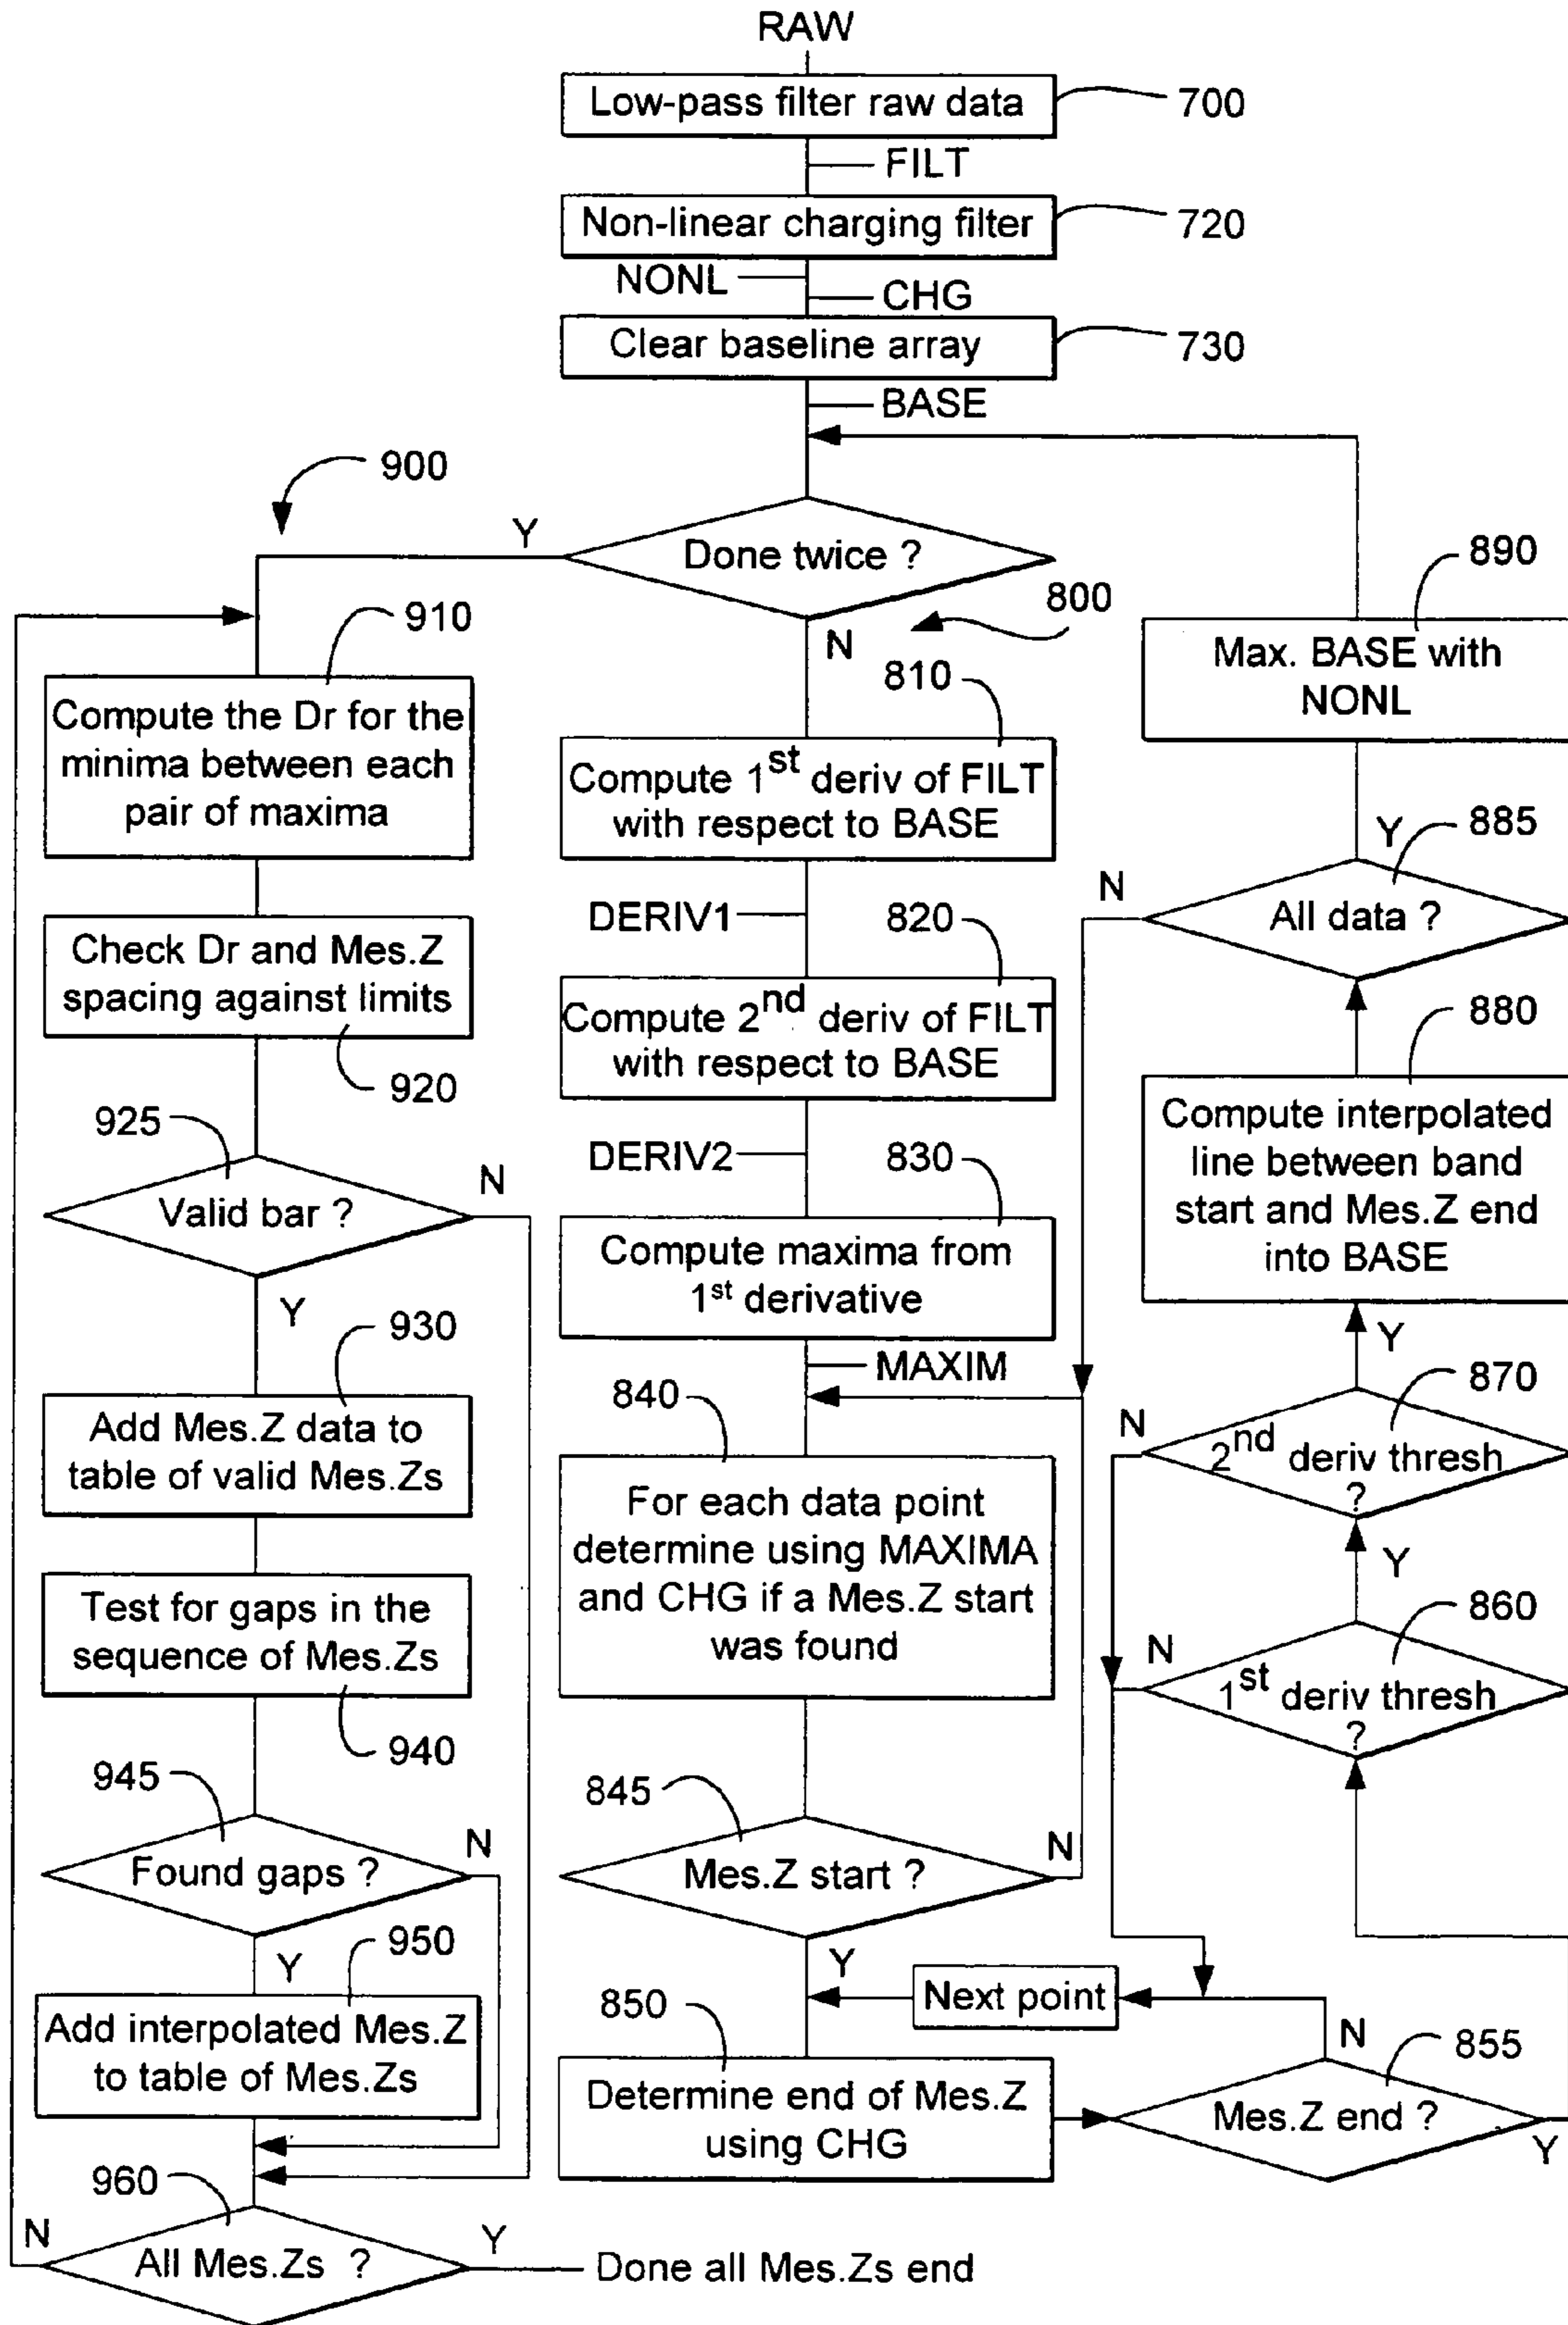 RAW
Low-pass filter raw data
700
FILT
Non-linear charging filter
720
NONL
CHG
Clear baseline array
730
BASE
900
Y
Done twice ?
800
N
890
Max. BASE with
NONL
910
Compute the Dr for the
minima between each
pair of maxima
810
Compute 1st deriv of FILT
with respect to BASE
Y
885
N
All data ?
DERIV1
820
Check Dr and Mes.Z
spacing against limits
920
Compute 2nd deriv of FILT
with respect to BASE
880
Compute interpolated
line between band
start and Mes.Z end
into BASE
925
Valid bar ?
N
Y
DERIV2
830
Compute maxima from
1st derivative
MAXIM
Y
870
N
2nd deriv thresh
?
930
Add Mes.Z data to
table of valid Mes.Zs
840
For each data point
determine using MAXIMA
and CHG if a Mes.Z start
was found
Y
860
N
1st deriv thresh
?
Test for gaps in the
sequence of Mes.Zs
940
945
Found gaps ?
N
Y
845
Mes.Z start ?
N
Y
Next point
950
Add interpolated Mes.Z
to table of Mes.Zs
850
Determine end of Mes.Z
using CHG
N
855
Mes.Z end ?
Y
960
N
All Mes.Zs ?
Y
Done all Mes.Zs end